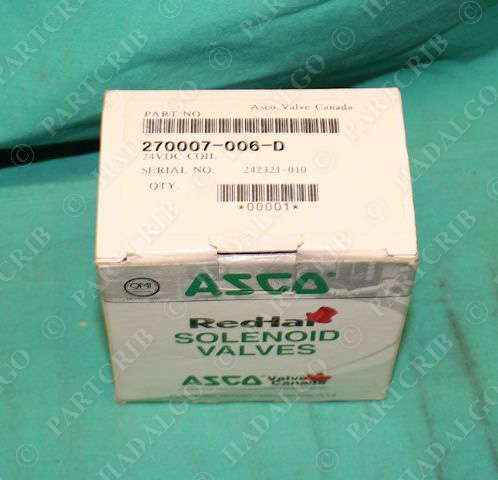 PART NO
Asco Valve Canada
270007-006-D
24VDC COIL
SERIAL NO. 242321-010
QTY.
*00001*
QMI
ASCO®
RedHat
SOLENOID
VALVES
ASCO Valve Canada
© PARTCRIB
© HADALGO